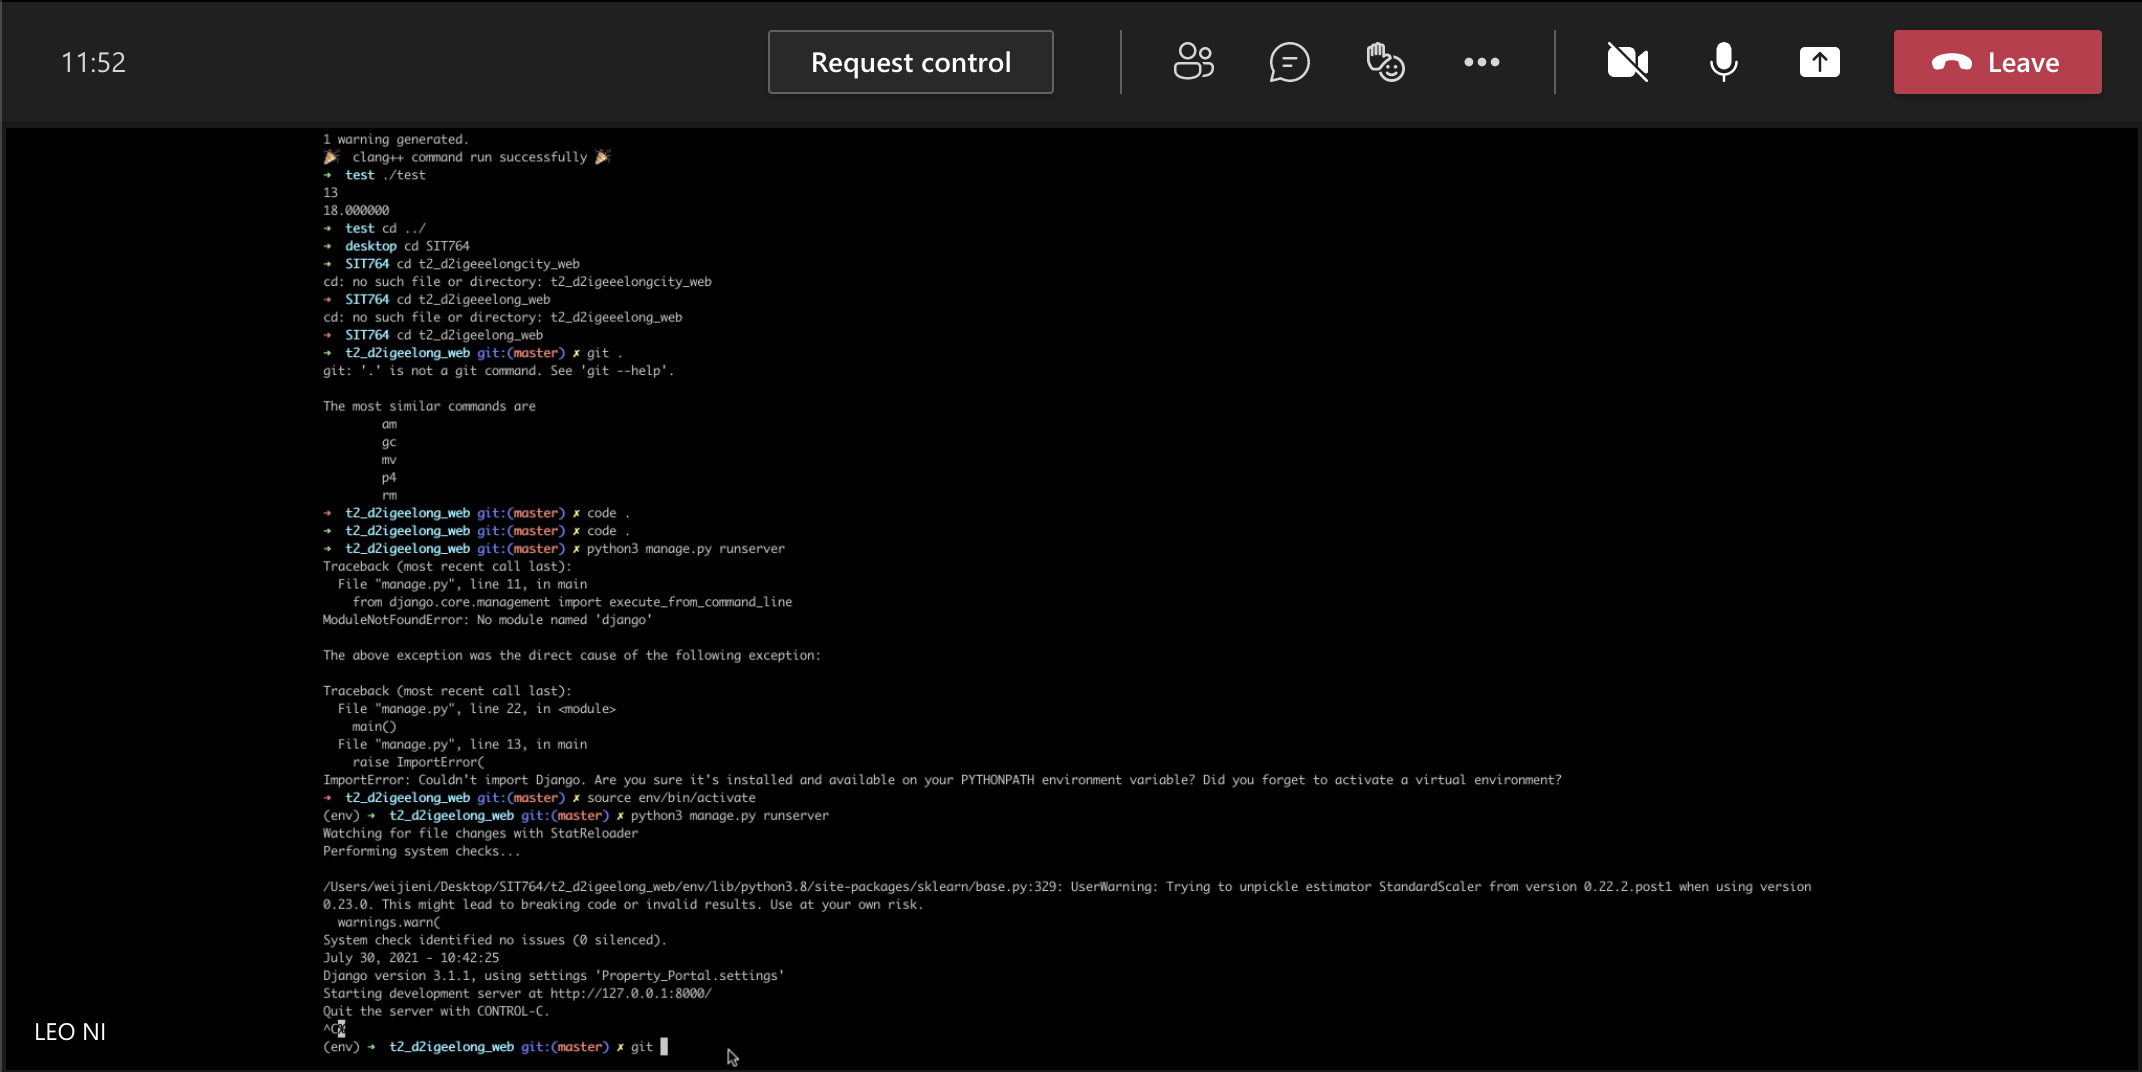 11:52
Request control
Leave
1 warning generated.
🎉 clang++ command run successfully 🎉
➜ test ./test
13
18.000000
➜ test cd ../
➜ desktop cd SIT764
➜ SIT764 cd t2_d2igeeelongcity_web
cd: no such file or directory: t2_d2igeeelongcity_web
➜ SIT764 cd t2_d2igeeelong_web
cd: no such file or directory: t2_d2igeeelong_web
➜ SIT764 cd t2_d2igeelong_web
➜ t2_d2igeelong_web git:(master) ✗ git .
git: '.' is not a git command. See 'git --help'.
The most similar commands are
am
gc
mv
p4
rm
➜ t2_d2igeelong_web git:(master) ✗ code .
➜ t2_d2igeelong_web git:(master) ✗ code .
➜ t2_d2igeelong_web git:(master) ✗ python3 manage.py runserver
Traceback (most recent call last):
File "manage.py", line 11, in main
from django.core.management import execute_from_command_line
ModuleNotFoundError: No module named 'django'
The above exception was the direct cause of the following exception:
Traceback (most recent call last):
File "manage.py", line 22, in <module>
main()
File "manage.py", line 13, in main
raise ImportError(
ImportError: Couldn't import Django. Are you sure it's installed and available on your PYTHONPATH environment variable? Did you forget to activate a virtual environment?
➜ t2_d2igeelong_web git:(master) ✗ source env/bin/activate
(env) ➜ t2_d2igeelong_web git:(master) ✗ python3 manage.py runserver
Watching for file changes with StatReloader
Performing system checks...
/Users/weijieni/Desktop/SIT764/t2_d2igeelong_web/env/lib/python3.8/site-packages/sklearn/base.py:329: UserWarning: Trying to unpickle estimator StandardScaler from version 0.22.2.post1 when using version
0.23.0. This might lead to breaking code or invalid results. Use at your own risk.
warnings.warn(
System check identified no issues (0 silenced).
July 30, 2021 - 10:42:25
Django version 3.1.1, using settings 'Property_Portal.settings'
Starting development server at http://127.0.0.1:8000/
Quit the server with CONTROL-C.
^C%
(env) ➜ t2_d2igeelong_web git:(master) ✗ git
LEO NI